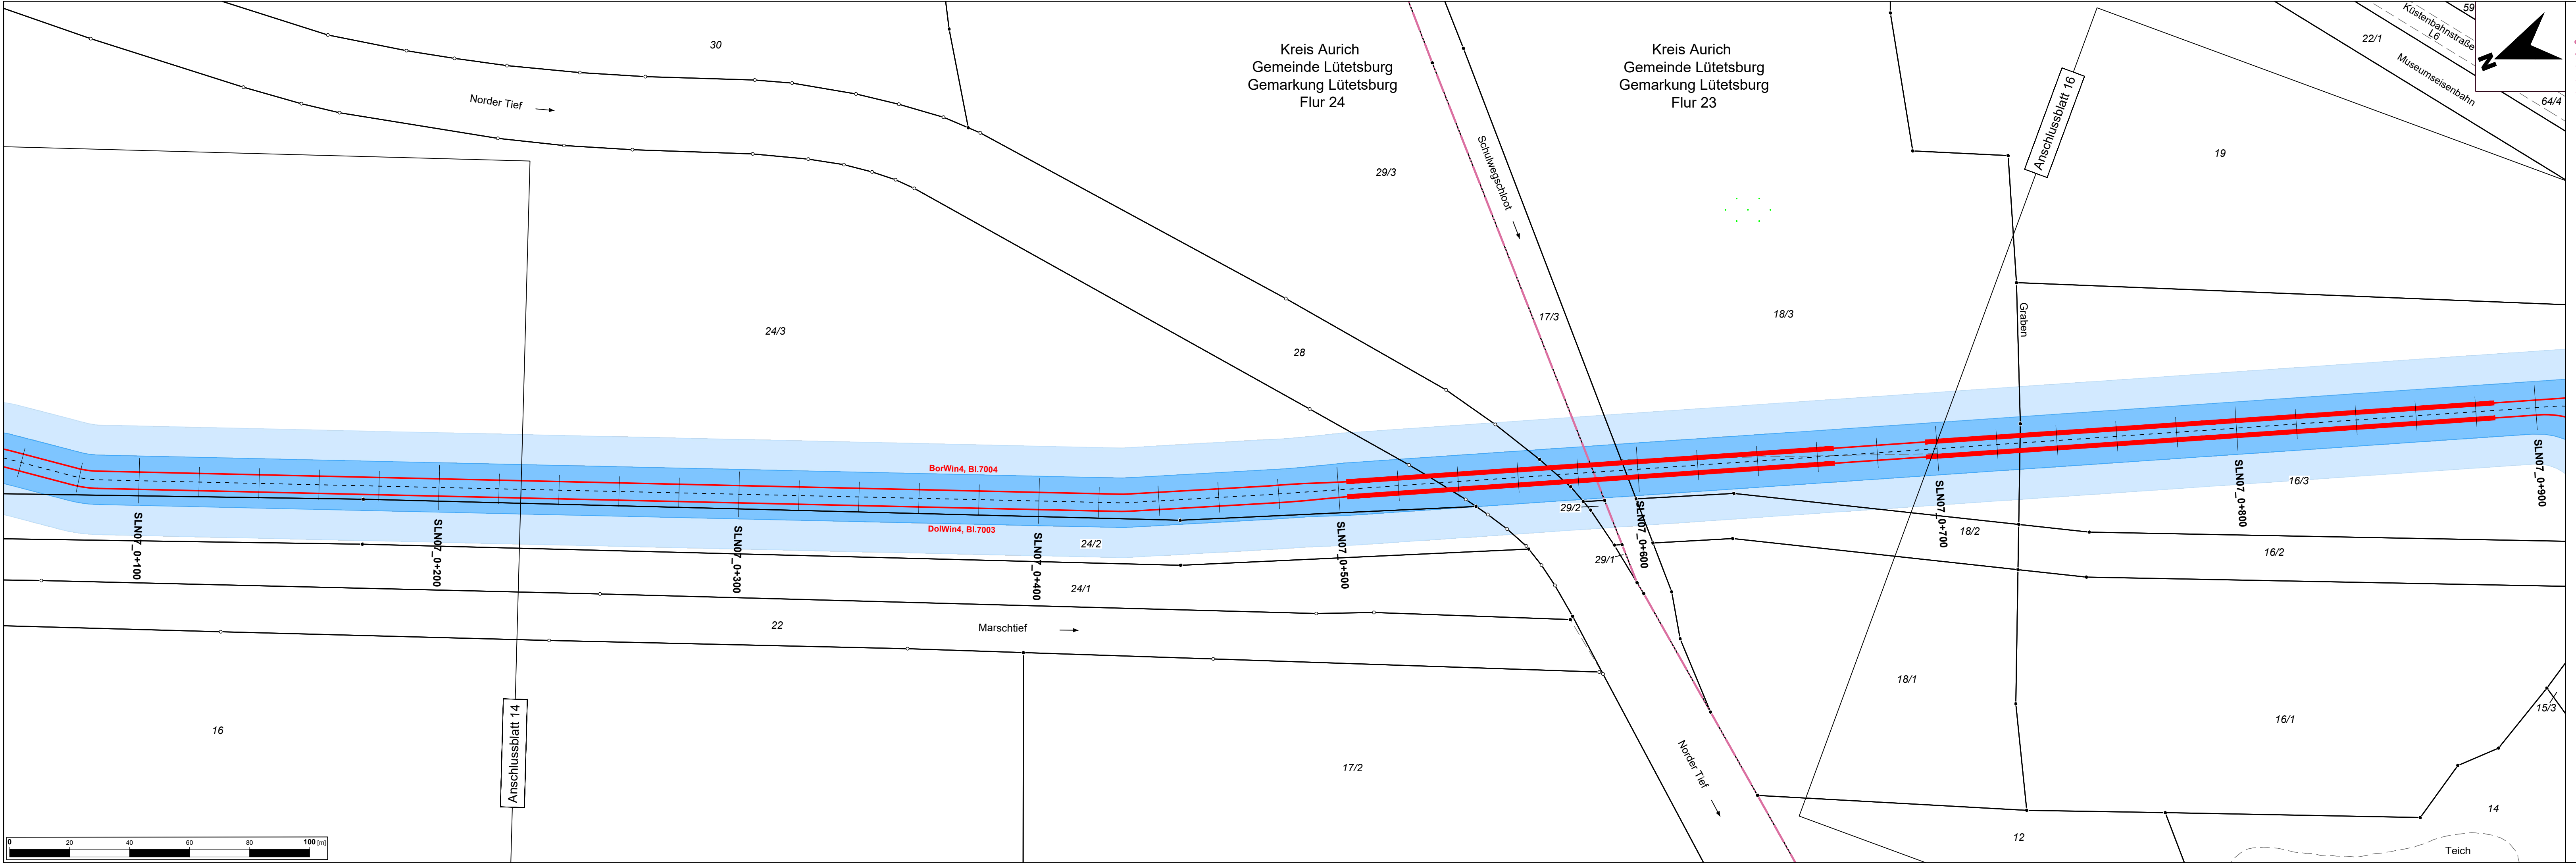 30
Kreis Aurich
Gemeinde Lütetsburg
Gemarkung Lütetsburg
Flur 24
Kreis Aurich
Gemeinde Lütetsburg
Gemarkung Lütetsburg
Flur 23
59
Küstenbahnstraße
L6
22/1
Museumseisenbahn
64/4
N
Norder Tief
Anschlussblatt 16
19
29/3
Schulwegschloot
24/3
28
17/3
18/3
Graben
BorWin4, Bl.7004
DolWin4, Bl.7003
SLN07_0+100
SLN07_0+200
SLN07_0+300
SLN07_0+400
SLN07_0+500
SLN07_0+600
SLN07_0+700
SLN07_0+800
SLN07_0+900
16/3
29/2
18/2
24/2
29/1
16/2
24/1
22
Marschtief
18/1
16
Anschlussblatt 14
17/2
Norder Tief
16/1
15/3
14
12
Teich
0 20 40 60 80 100 [m]